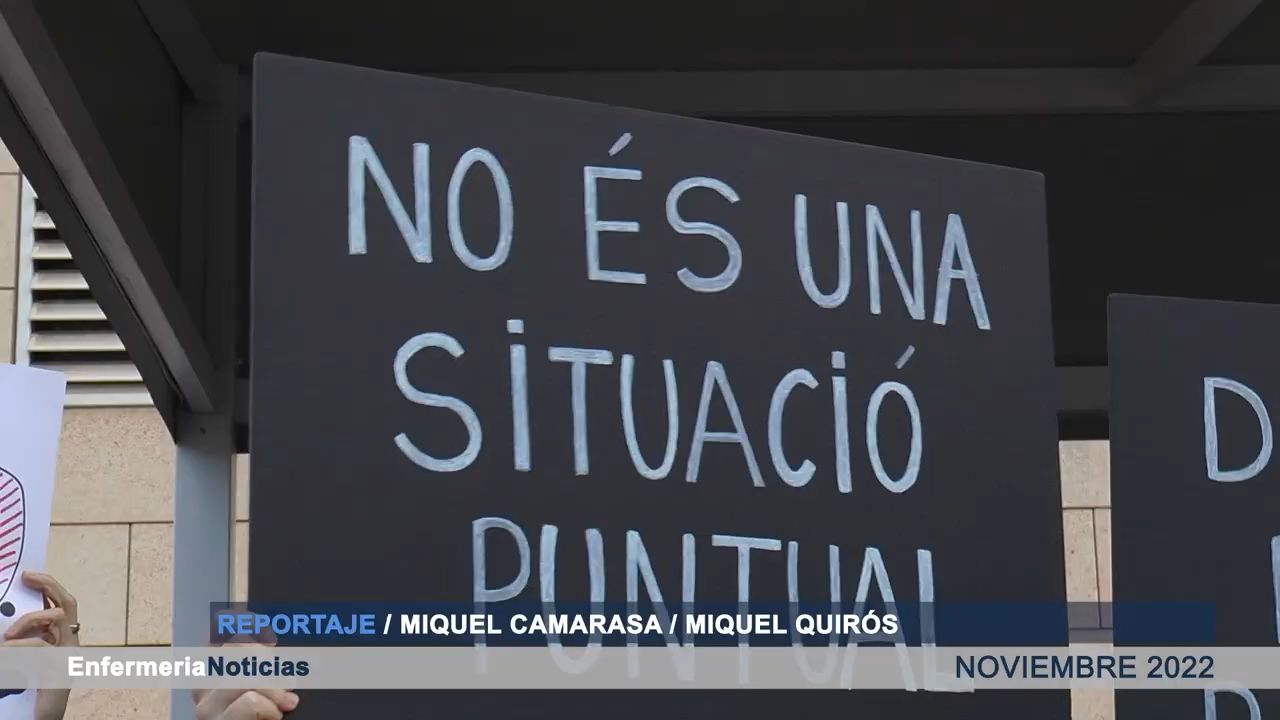 NO ÉS UNA
SITUACIÓ
PUNTUAL
REPORTAJE / MIQUEL CAMARASA / MIQUEL QUIRÓS
EnfermeriaNoticias
NOVIEMBRE 2022